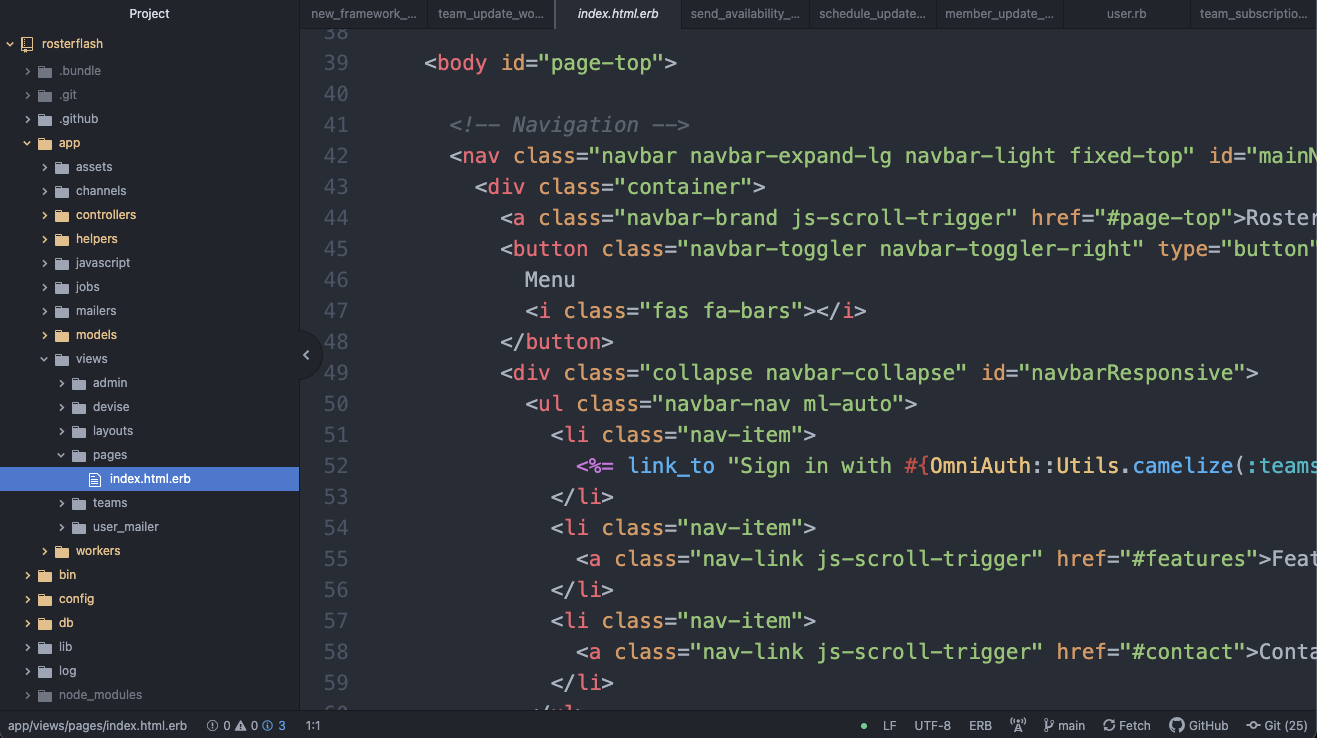 Project
rosterflash
.bundle
.git
.github
app
assets
channels
controllers
helpers
javascript
jobs
mailers
models
views
admin
devise
layouts
pages
index.html.erb
teams
user_mailer
workers
bin
config
db
lib
log
node_modules
new_framework_... team_update_wo... index.html.erb send_availability_... schedule_update... member_update_... user.rb team_subscriptio...
38
39 <body id="page-top">
40
41 <!-- Navigation -->
42 <nav class="navbar navbar-expand-lg navbar-light fixed-top" id="mainN
43 <div class="container">
44 <a class="navbar-brand js-scroll-trigger" href="#page-top">Roster
45 <button class="navbar-toggler navbar-toggler-right" type="button"
46 Menu
47 <i class="fas fa-bars"></i>
48 </button>
49 <div class="collapse navbar-collapse" id="navbarResponsive">
50 <ul class="navbar-nav ml-auto">
51 <li class="nav-item">
52 <%= link_to "Sign in with #{OmniAuth::Utils.camelize(:teams
53 </li>
54 <li class="nav-item">
55 <a class="nav-link js-scroll-trigger" href="#features">Feat
56 </li>
57 <li class="nav-item">
58 <a class="nav-link js-scroll-trigger" href="#contact">Conta
59 </li>
60 </ul>
app/views/pages/index.html.erb 0 0 3 1:1 LF UTF-8 ERB main Fetch GitHub Git (25)